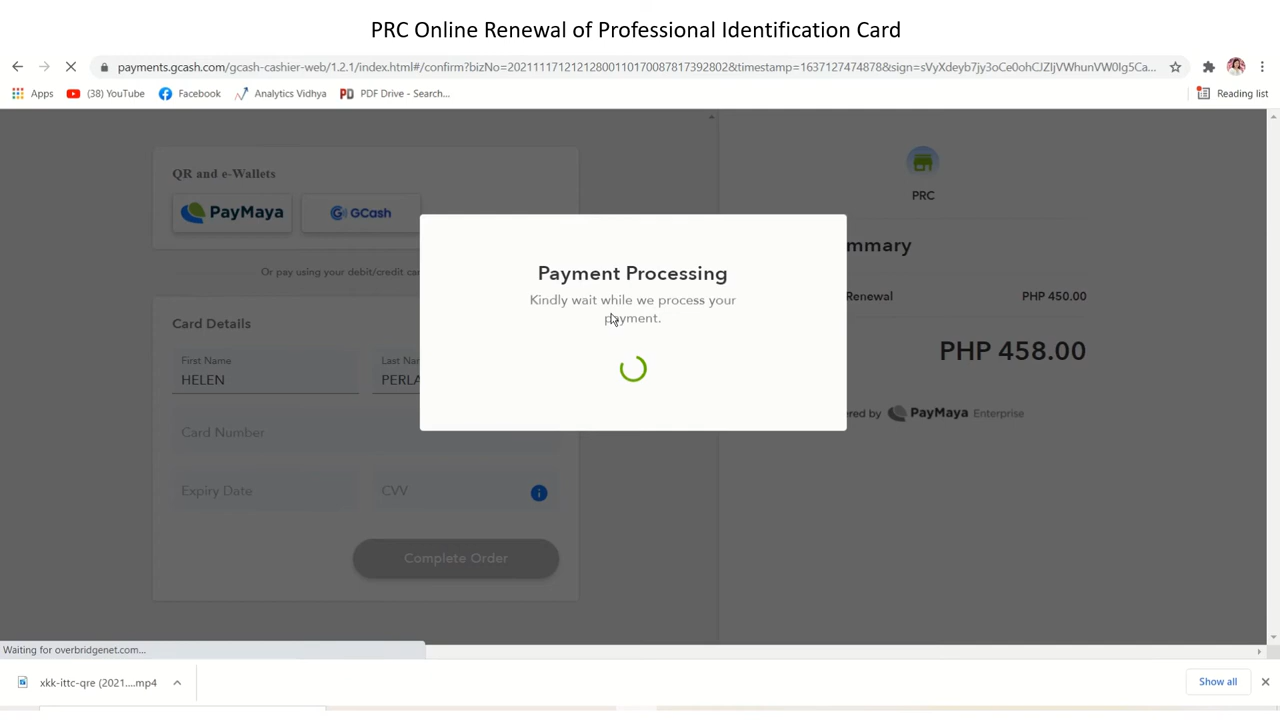 PRC Online Renewal of Professional Identification Card
payments.gcash.com/gcash-cashier-web/1.2.1/index.html#/confirm?bizNo=20211117121212800110170087817392802&timestamp=1637127474878&sign=sVyXdeyb7jy3oCe0ohCJZIjVWhunVW0Ig5Ca...
Apps (38) YouTube Facebook Analytics Vidhya PDF Drive - Search... Reading list
QR and e-Wallets
PayMaya GCash
Or pay using your debit/credit car
Card Details
First Name Last Na
HELEN PERLA
Card Number
Expiry Date CVV
Complete Order
Payment Processing
Kindly wait while we process your
payment.
PRC
mmary
Renewal PHP 450.00
PHP 458.00
ered by PayMaya Enterprise
Waiting for overbridgenet.com...
xkk-ittc-qre (2021....mp4 Show all